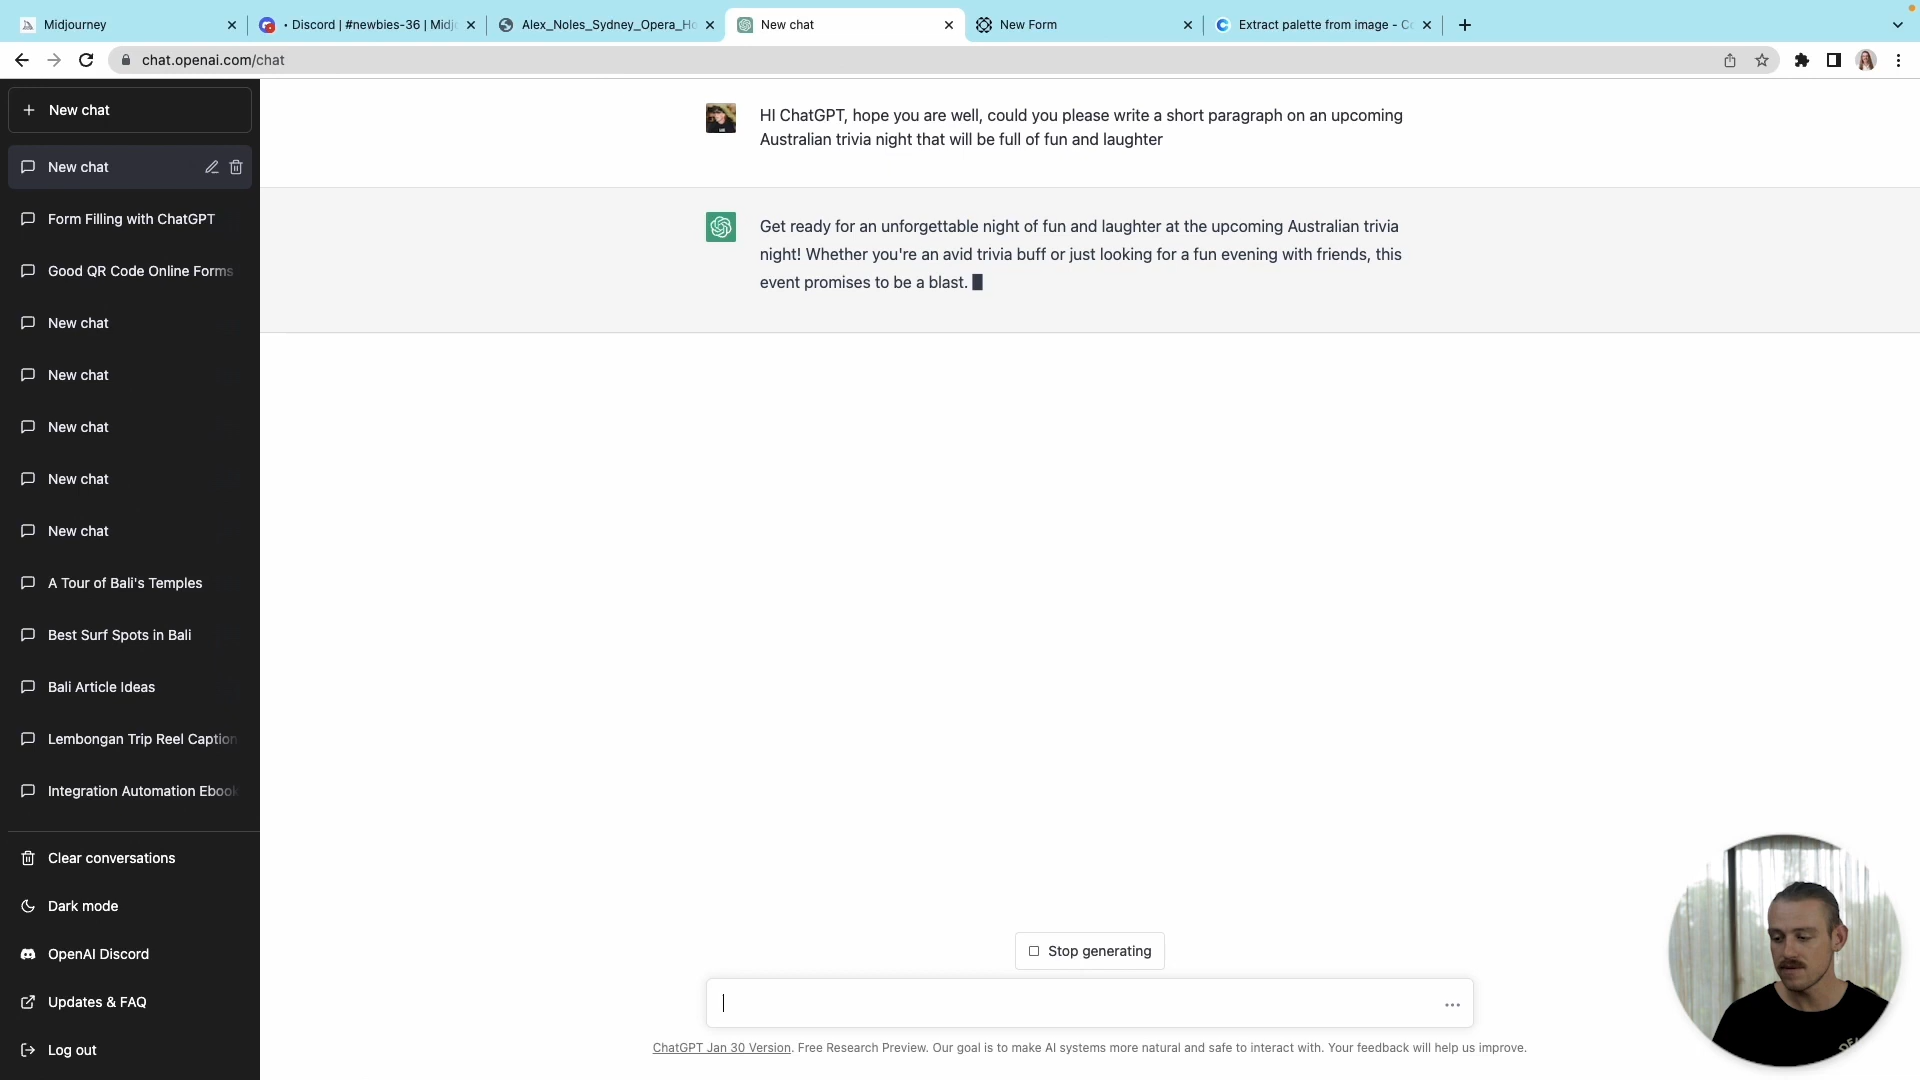 Midjourney
• Discord | #newbies-36 | Midj
Alex_Noles_Sydney_Opera_Ho
New chat
New Form
Extract palette from image - Co
chat.openai.com/chat
New chat
New chat
Form Filling with ChatGPT
Good QR Code Online Forms
New chat
New chat
New chat
New chat
New chat
A Tour of Bali's Temples
Best Surf Spots in Bali
Bali Article Ideas
Lembongan Trip Reel Caption
Integration Automation Ebook
Clear conversations
Dark mode
OpenAI Discord
Updates & FAQ
Log out
HI ChatGPT, hope you are well, could you please write a short paragraph on an upcoming
Australian trivia night that will be full of fun and laughter
Get ready for an unforgettable night of fun and laughter at the upcoming Australian trivia
night! Whether you're an avid trivia buff or just looking for a fun evening with friends, this
event promises to be a blast.
Stop generating
ChatGPT Jan 30 Version. Free Research Preview. Our goal is to make AI systems more natural and safe to interact with. Your feedback will help us improve.